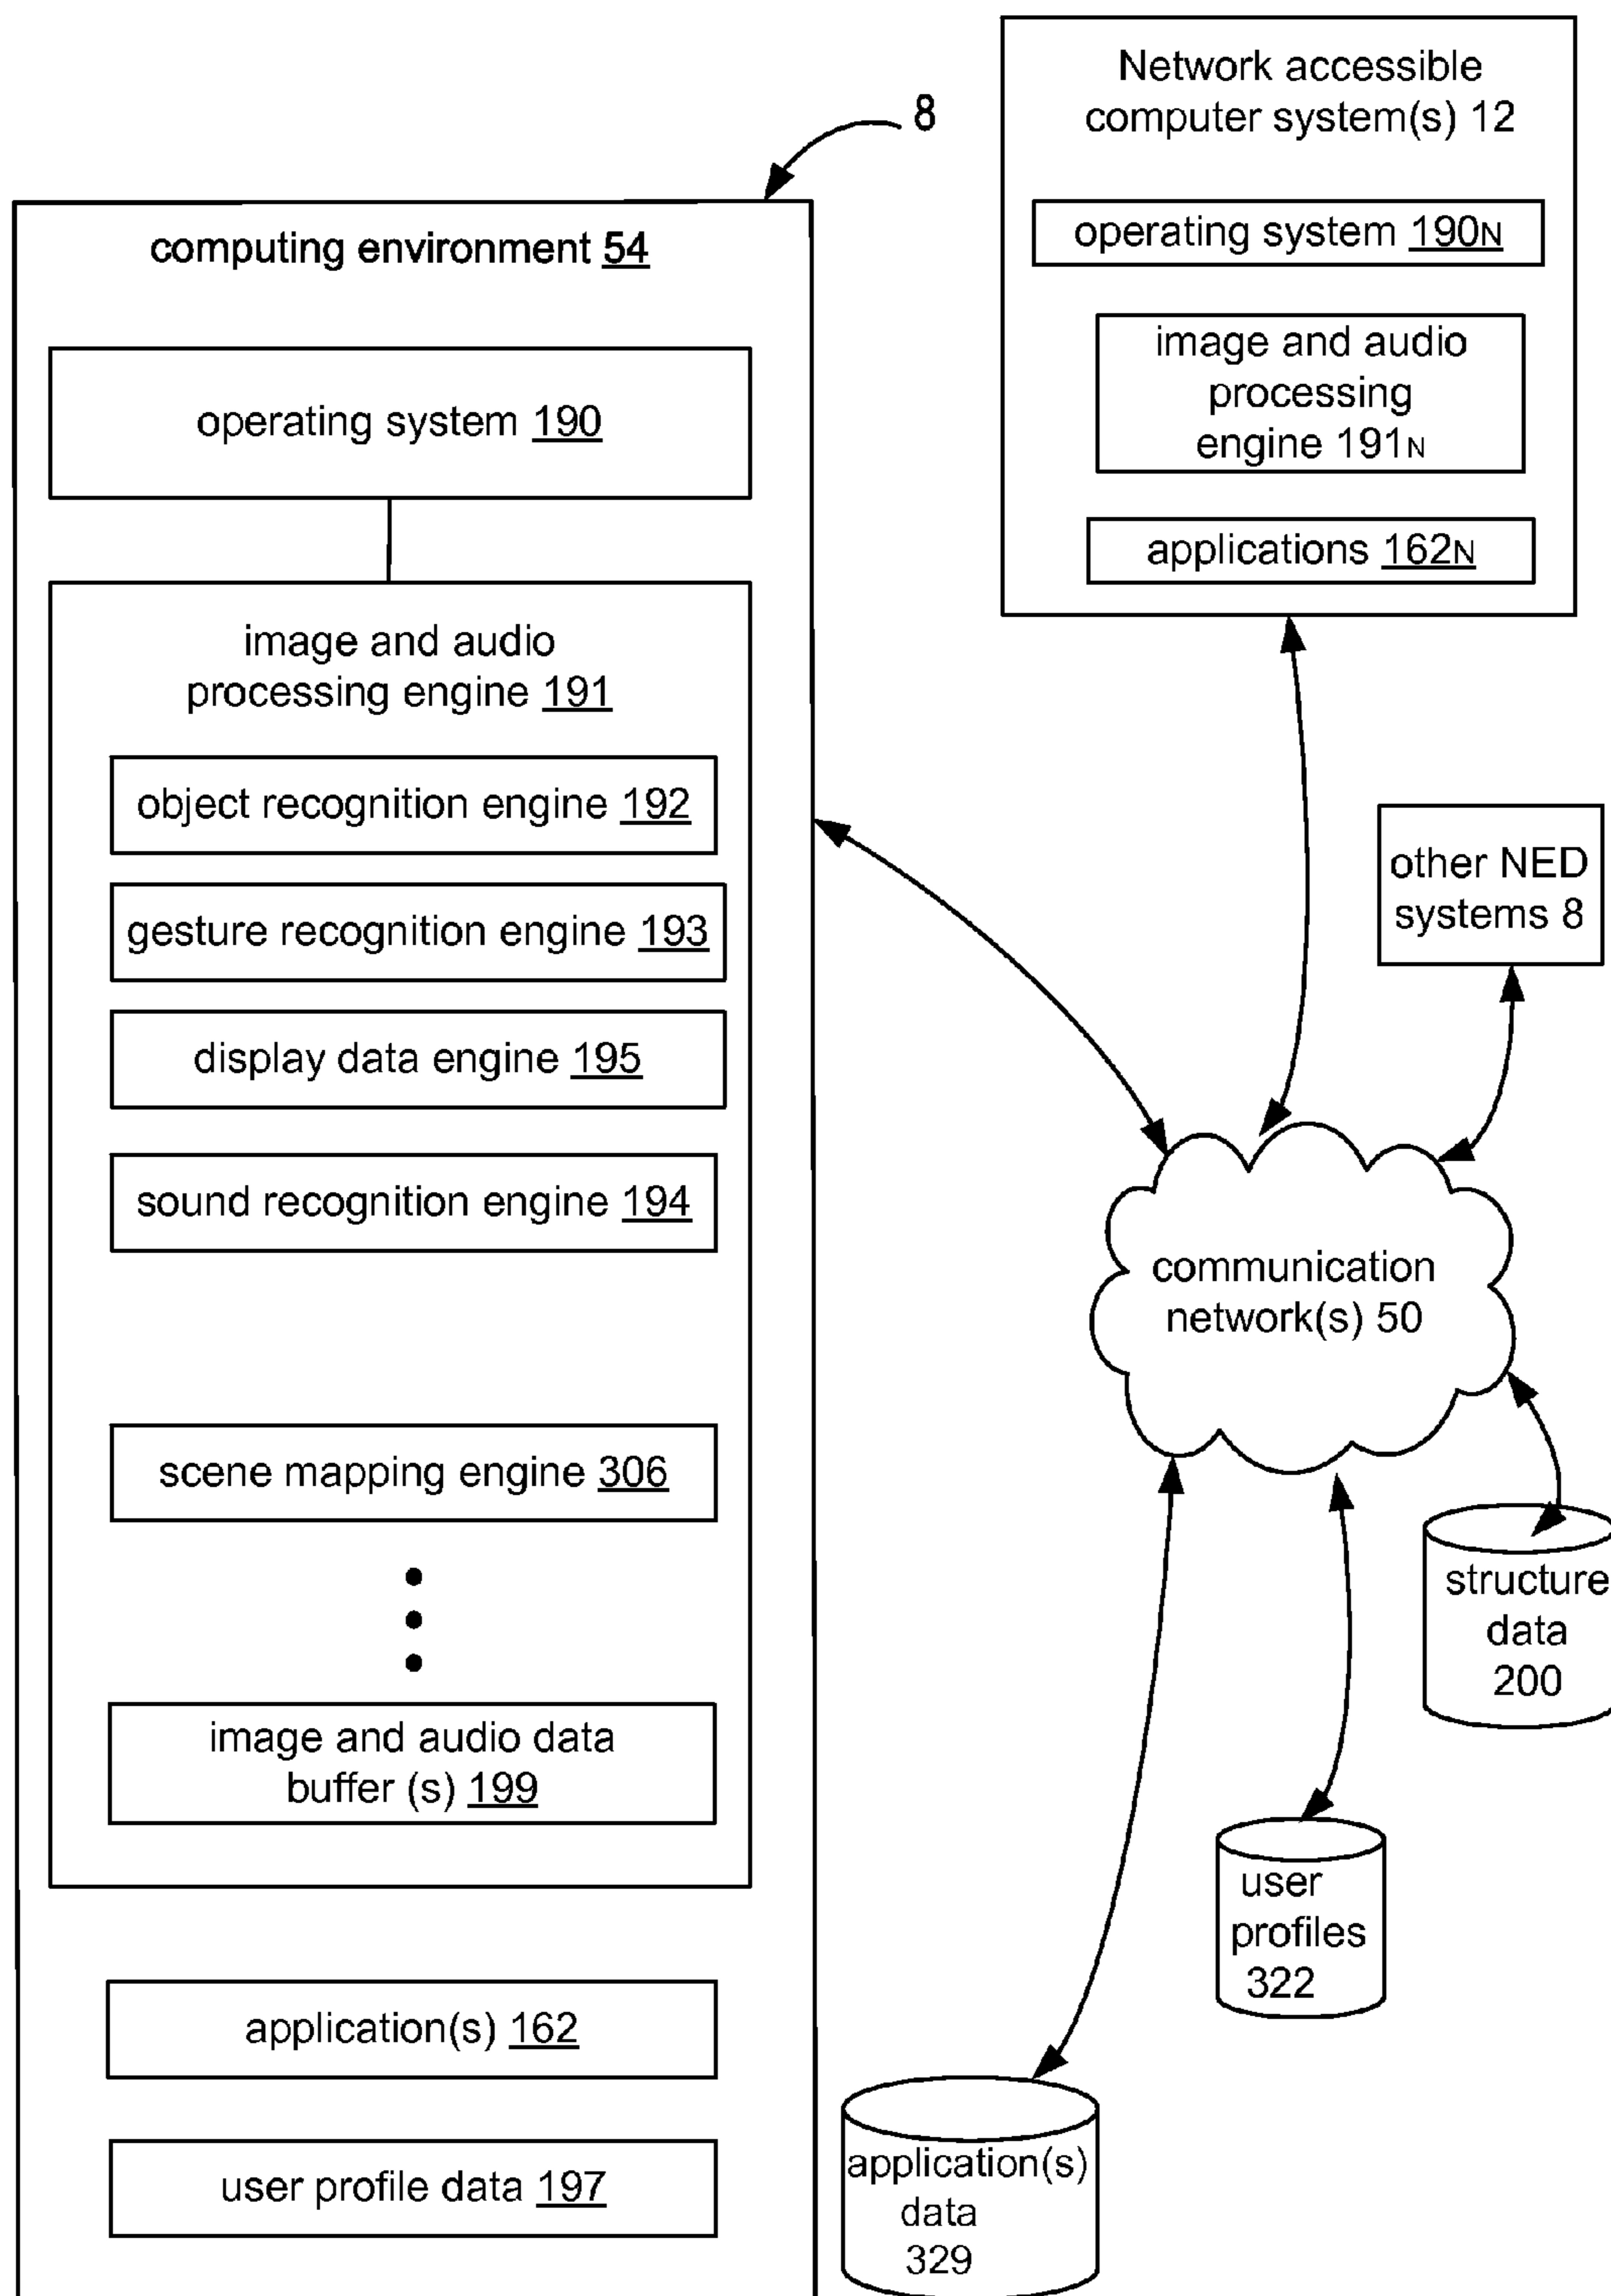 8
computing environment 54
operating system 190
image and audio
processing engine 191
object recognition engine 192
gesture recognition engine 193
display data engine 195
sound recognition engine 194
scene mapping engine 306
image and audio data
buffer (s) 199
application(s) 162
user profile data 197
Network accessible
computer system(s) 12
operating system 190N
image and audio
processing
engine 191N
applications 162N
other NED
systems 8
communication
network(s) 50
structure
data
200
user
profiles
322
application(s)
data
329